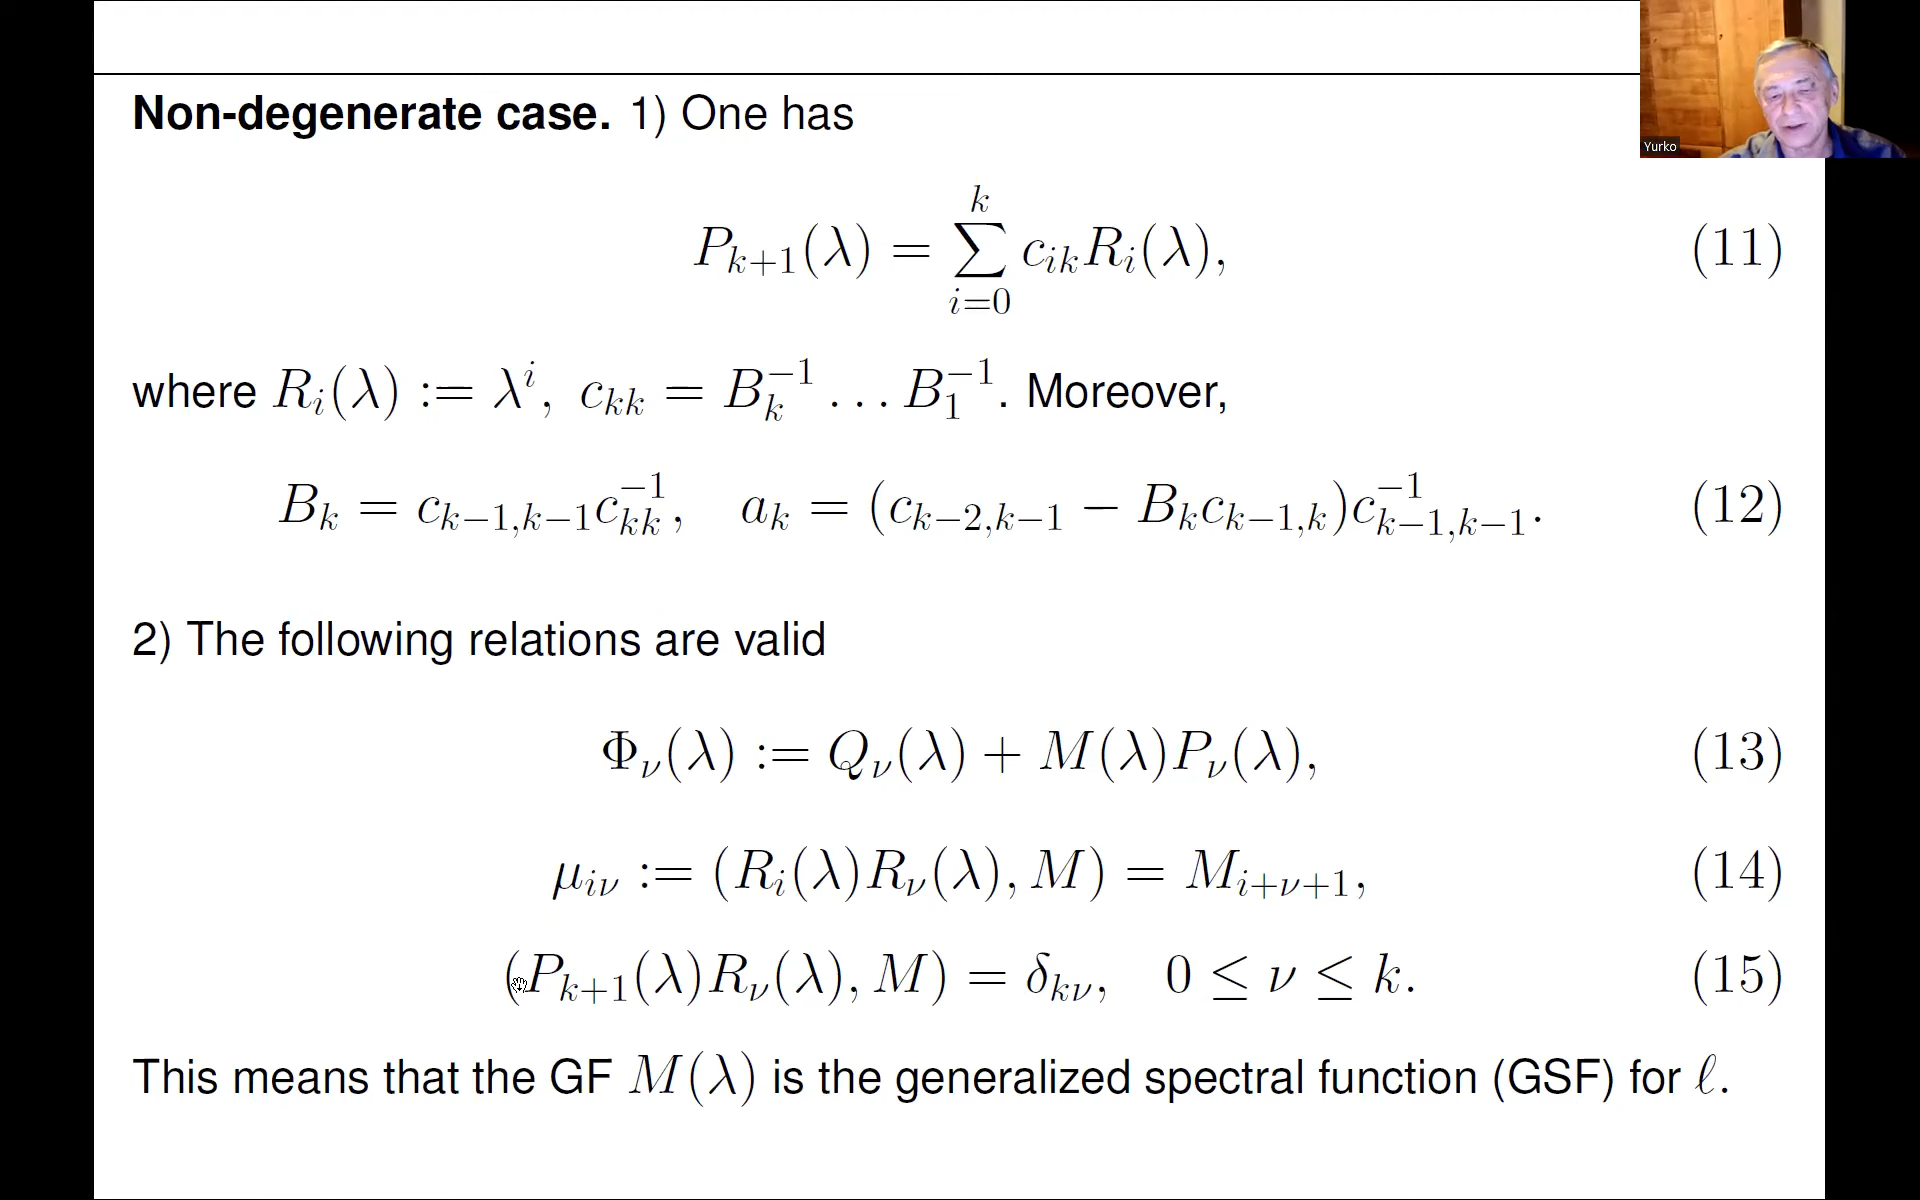 Non-degenerate case. 1) One has
P_{k+1}(λ) = \sum_{i=0}^{k} c_{ik}R_i(λ), (11)
where R_i(λ) := λ^i, c_{kk} = B_k^{-1} . . . B_1^{-1}. Moreover,
B_k = c_{k-1,k-1}c_{kk}^{-1}, a_k = (c_{k-2,k-1} − B_kc_{k-1,k})c_{k-1,k-1}^{-1}. (12)
2) The following relations are valid
Φ_ν(λ) := Q_ν(λ) + M(λ)P_ν(λ), (13)
μ_{iν} := (R_i(λ)R_ν(λ), M) = M_{i+ν+1}, (14)
(P_{k+1}(λ)R_ν(λ), M) = δ_{kν}, 0 ≤ ν ≤ k. (15)
This means that the GF M(λ) is the generalized spectral function (GSF) for ℓ.
Yurko